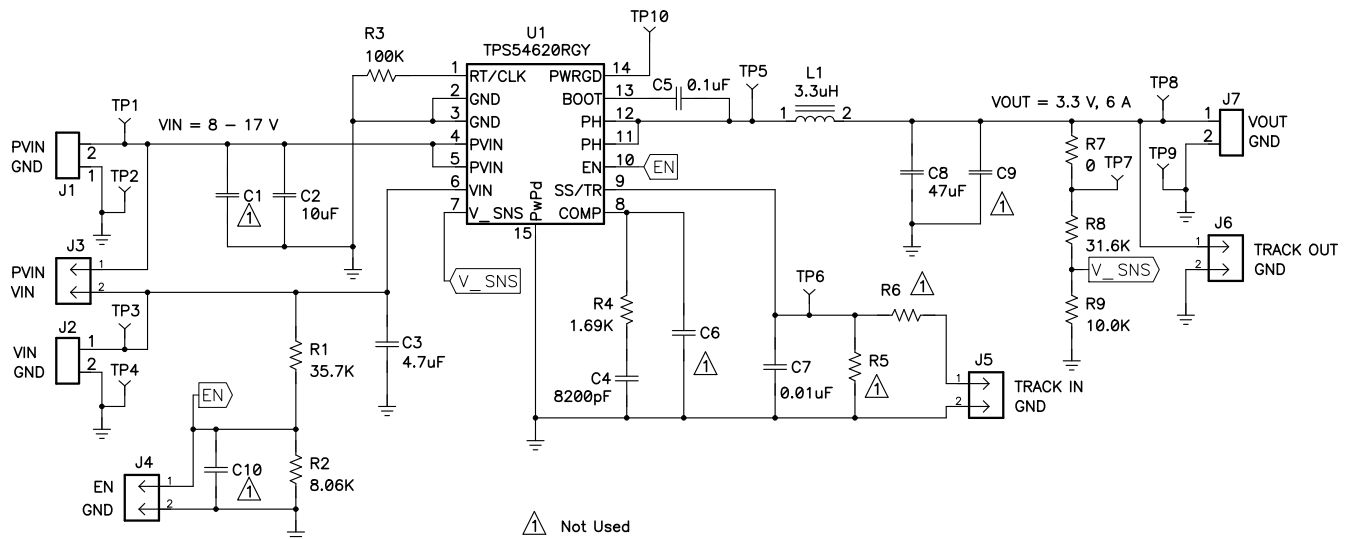 TP10
U1
TPS54620RGY
R3
100K
1 RT/CLK PWRGD 14
2 GND BOOT 13
3 GND PH 12
4 PVIN PH 11
5 PVIN EN 10 EN
6 VIN SS/TR 9
7 V_SNS COMP 8
PwPd
15
V_SNS
C5 0.1uF
TP5
L1
3.3uH
1 2
VOUT = 3.3 V, 6 A
TP8
J7
1 VOUT
2 GND
TP1
VIN = 8 – 17 V
PVIN 2
GND 1
J1
TP2
C1
1
C2
10uF
C8
47uF
C9
1
R7
0
TP7
TP9
R8
31.6K
V_SNS
R9
10.0K
J6
1 TRACK OUT
2 GND
J3
PVIN 1
VIN 2
J2
TP3
VIN 1
GND 2
TP4
R1
35.7K
C3
4.7uF
R4
1.69K
C4
8200pF
C6
1
TP6
R6
1
C7
0.01uF
R5
1
J5
1 TRACK IN
2 GND
EN
J4
EN 1
GND 2
C10
1
R2
8.06K
1 Not Used